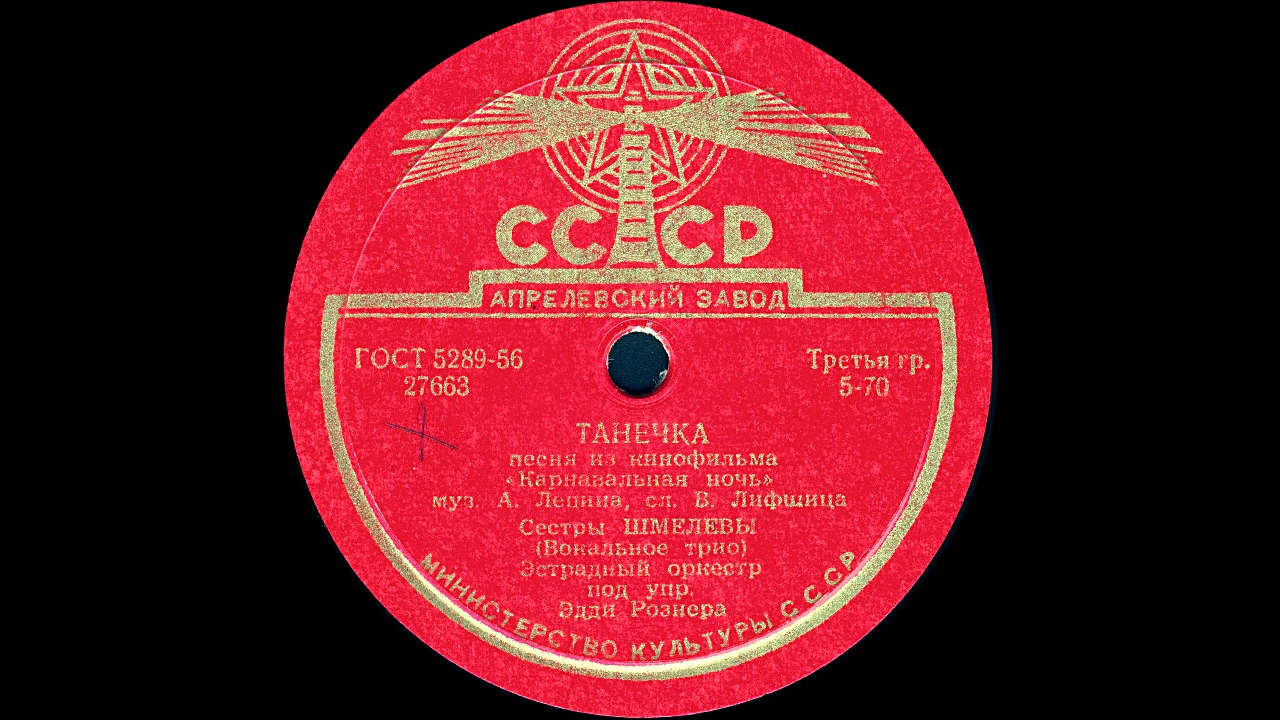 СССР
АПРЕЛЕВСКИЙ ЗАВОД
ГОСТ 5289-56
27663
Третья гр.
5-70
ТАНЕЧКА
песня из кинофильма
«Карнавальная ночь»
муз. А. Лепина, сл. В. Лифшица
Сестры ШМЕЛЕВЫ
(Вокальное трио)
Эстрадный оркестр
под упр.
Эдди Рознера
МИНИСТЕРСТВО КУЛЬТУРЫ СССР